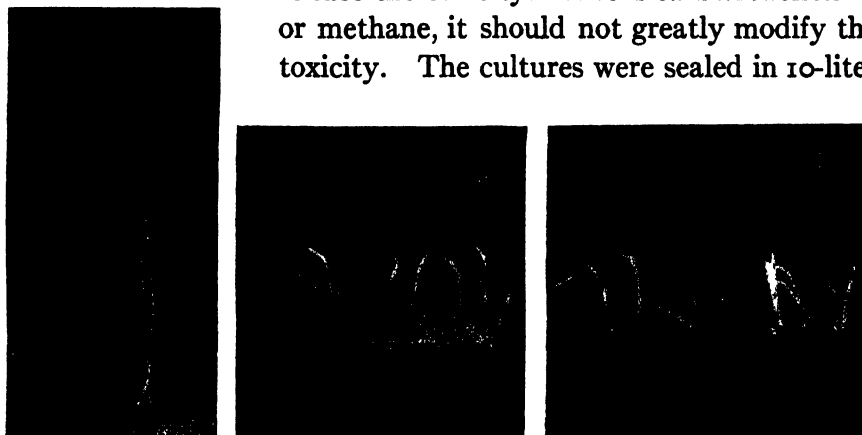 or methane, it should not greatly modify th
toxicity. The cultures were sealed in 10-lite